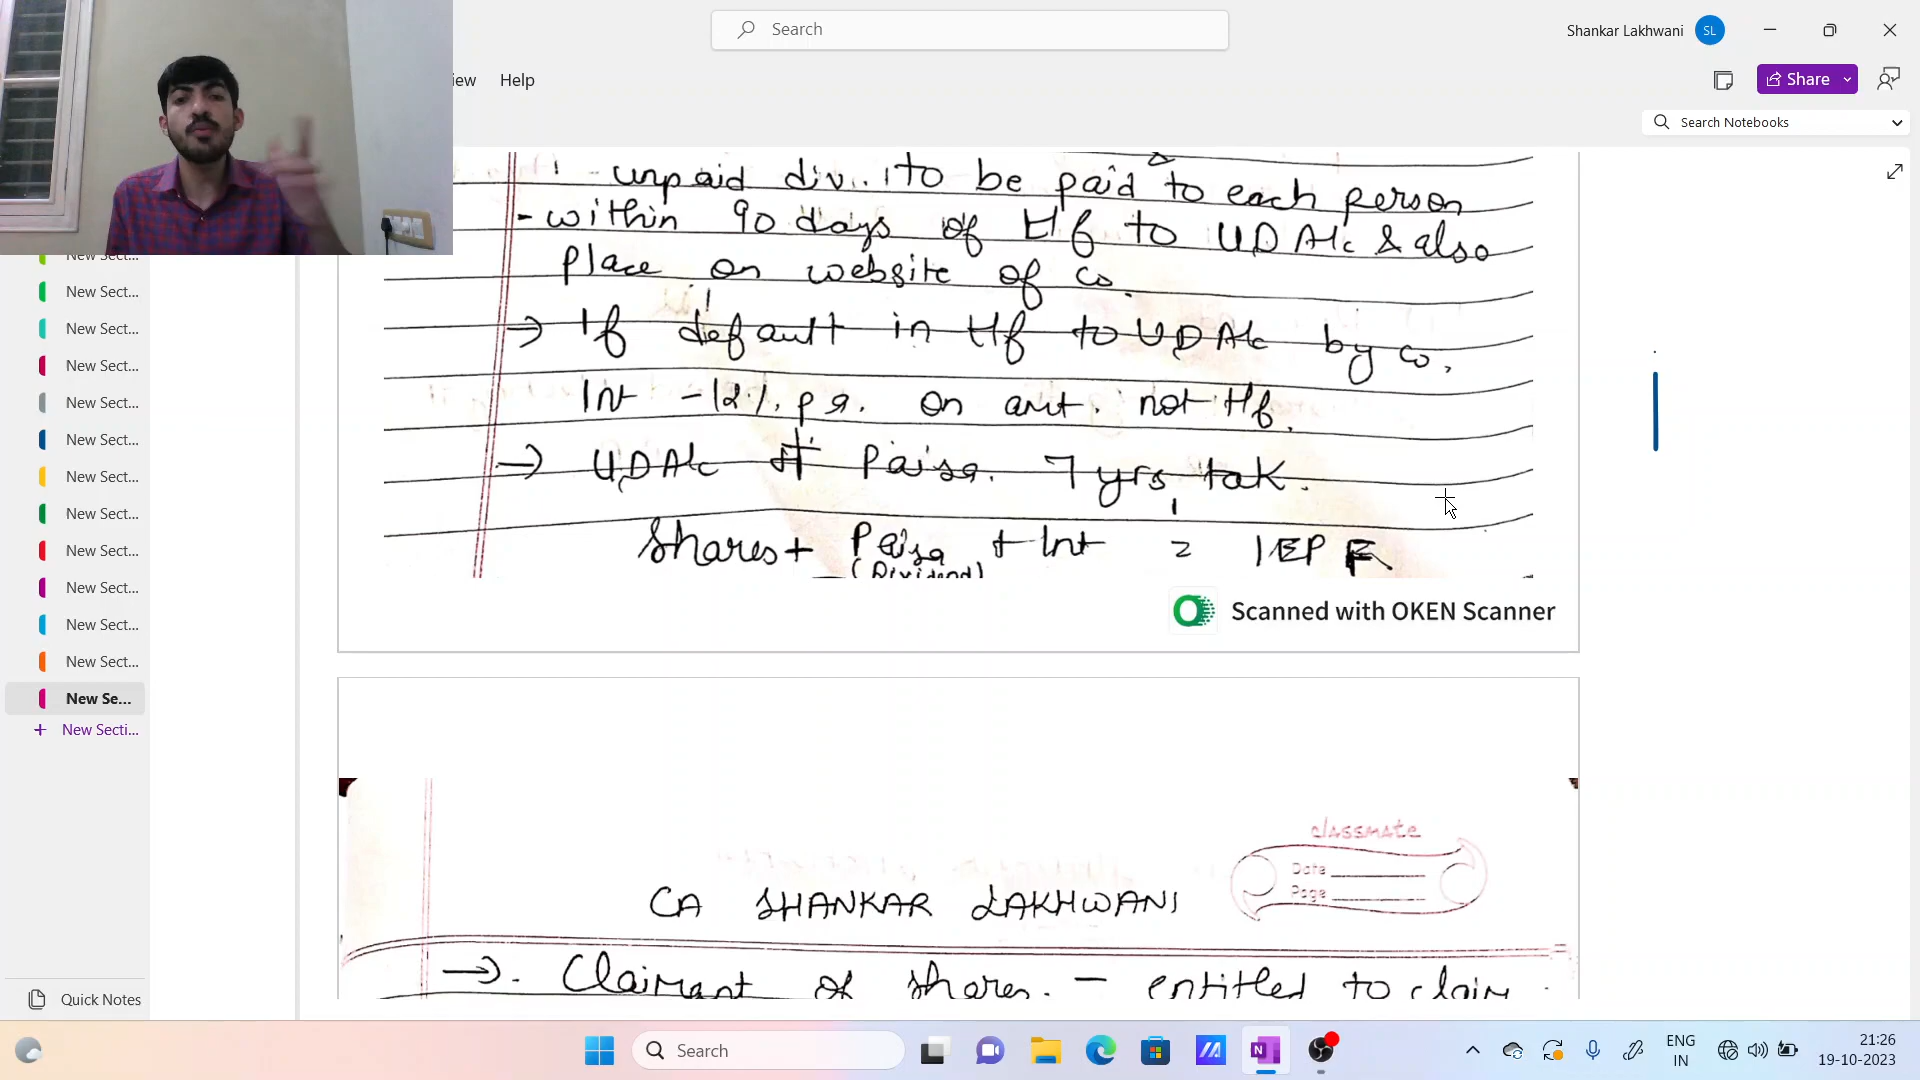 Search
Shankar Lakhwani
SL
iew
Help
Share
Search Notebooks
unpaid div. to be paid to each person
- within 90 days of tf to UD A/c & also
place on website of co.
→ If default in tf to UD A/c by co,
Int - 12% p.a. on amt. not tf.
→ UD A/c Paisa. 7 yrs tak.
Shares + Paisa + Int = IEPF
(Dividend)
Scanned with OKEN Scanner
classmate
Date
Page
CA SHANKAR LAKHWANI
→. Claimant of shares. - entitled to claim.
New Sect...
New Sect...
New Sect...
New Sect...
New Sect...
New Sect...
New Sect...
New Sect...
New Sect...
New Sect...
New Sect...
New Sect...
New Se...
+ New Secti...
Quick Notes
Search
ENG
IN
21:26
19-10-2023